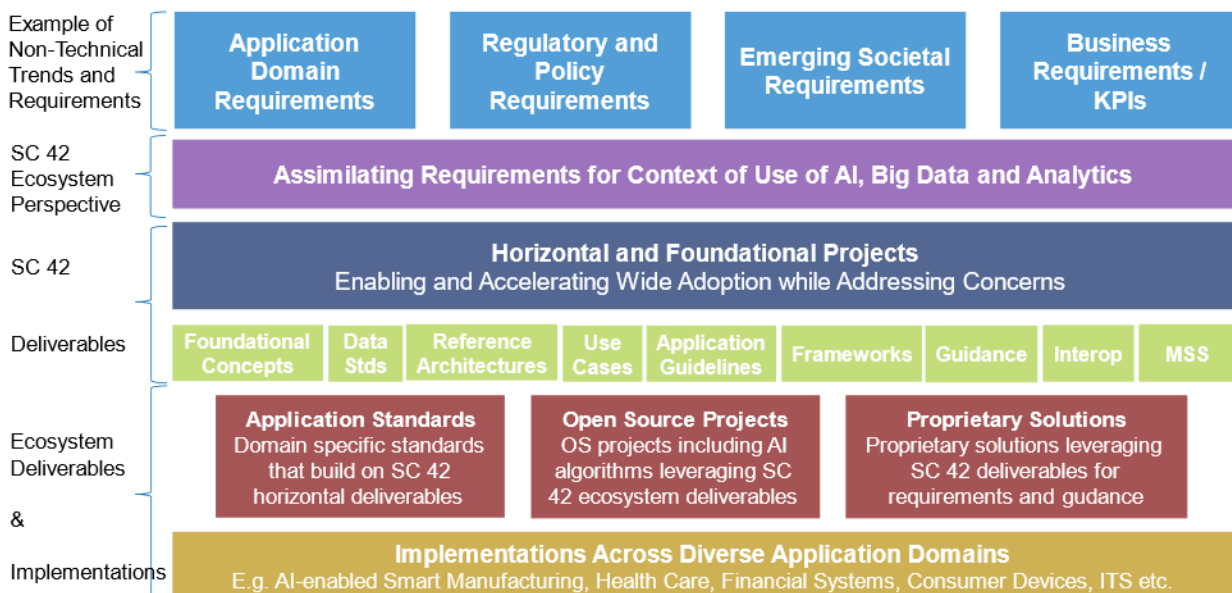 Example of
Non-Technical
Trends and
Requirements
Application
Domain
Requirements
Regulatory and
Policy
Requirements
Emerging Societal
Requirements
Business
Requirements /
KPIs
SC 42
Ecosystem
Perspective
Assimilating Requirements for Context of Use of AI, Big Data and Analytics
SC 42
Horizontal and Foundational Projects
Enabling and Accelerating Wide Adoption while Addressing Concerns
Deliverables
Foundational
Concepts
Data
Stds
Reference
Architectures
Use
Cases
Application
Guidelines
Frameworks
Guidance
Interop
MSS
Ecosystem
Deliverables
&
Implementations
Application Standards
Domain specific standards
that build on SC 42
horizontal deliverables
Open Source Projects
OS projects including AI
algorithms leveraging SC
42 ecosystem deliverables
Proprietary Solutions
Proprietary solutions leveraging
SC 42 deliverables for
requirements and guidance
Implementations Across Diverse Application Domains
E.g. AI-enabled Smart Manufacturing, Health Care, Financial Systems, Consumer Devices, ITS etc.